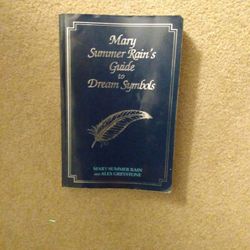 Mary
Summer Rain's
Guide
to
Dream Symbols
MARY SUMMER RAIN
AND ALEX GREYSTONE